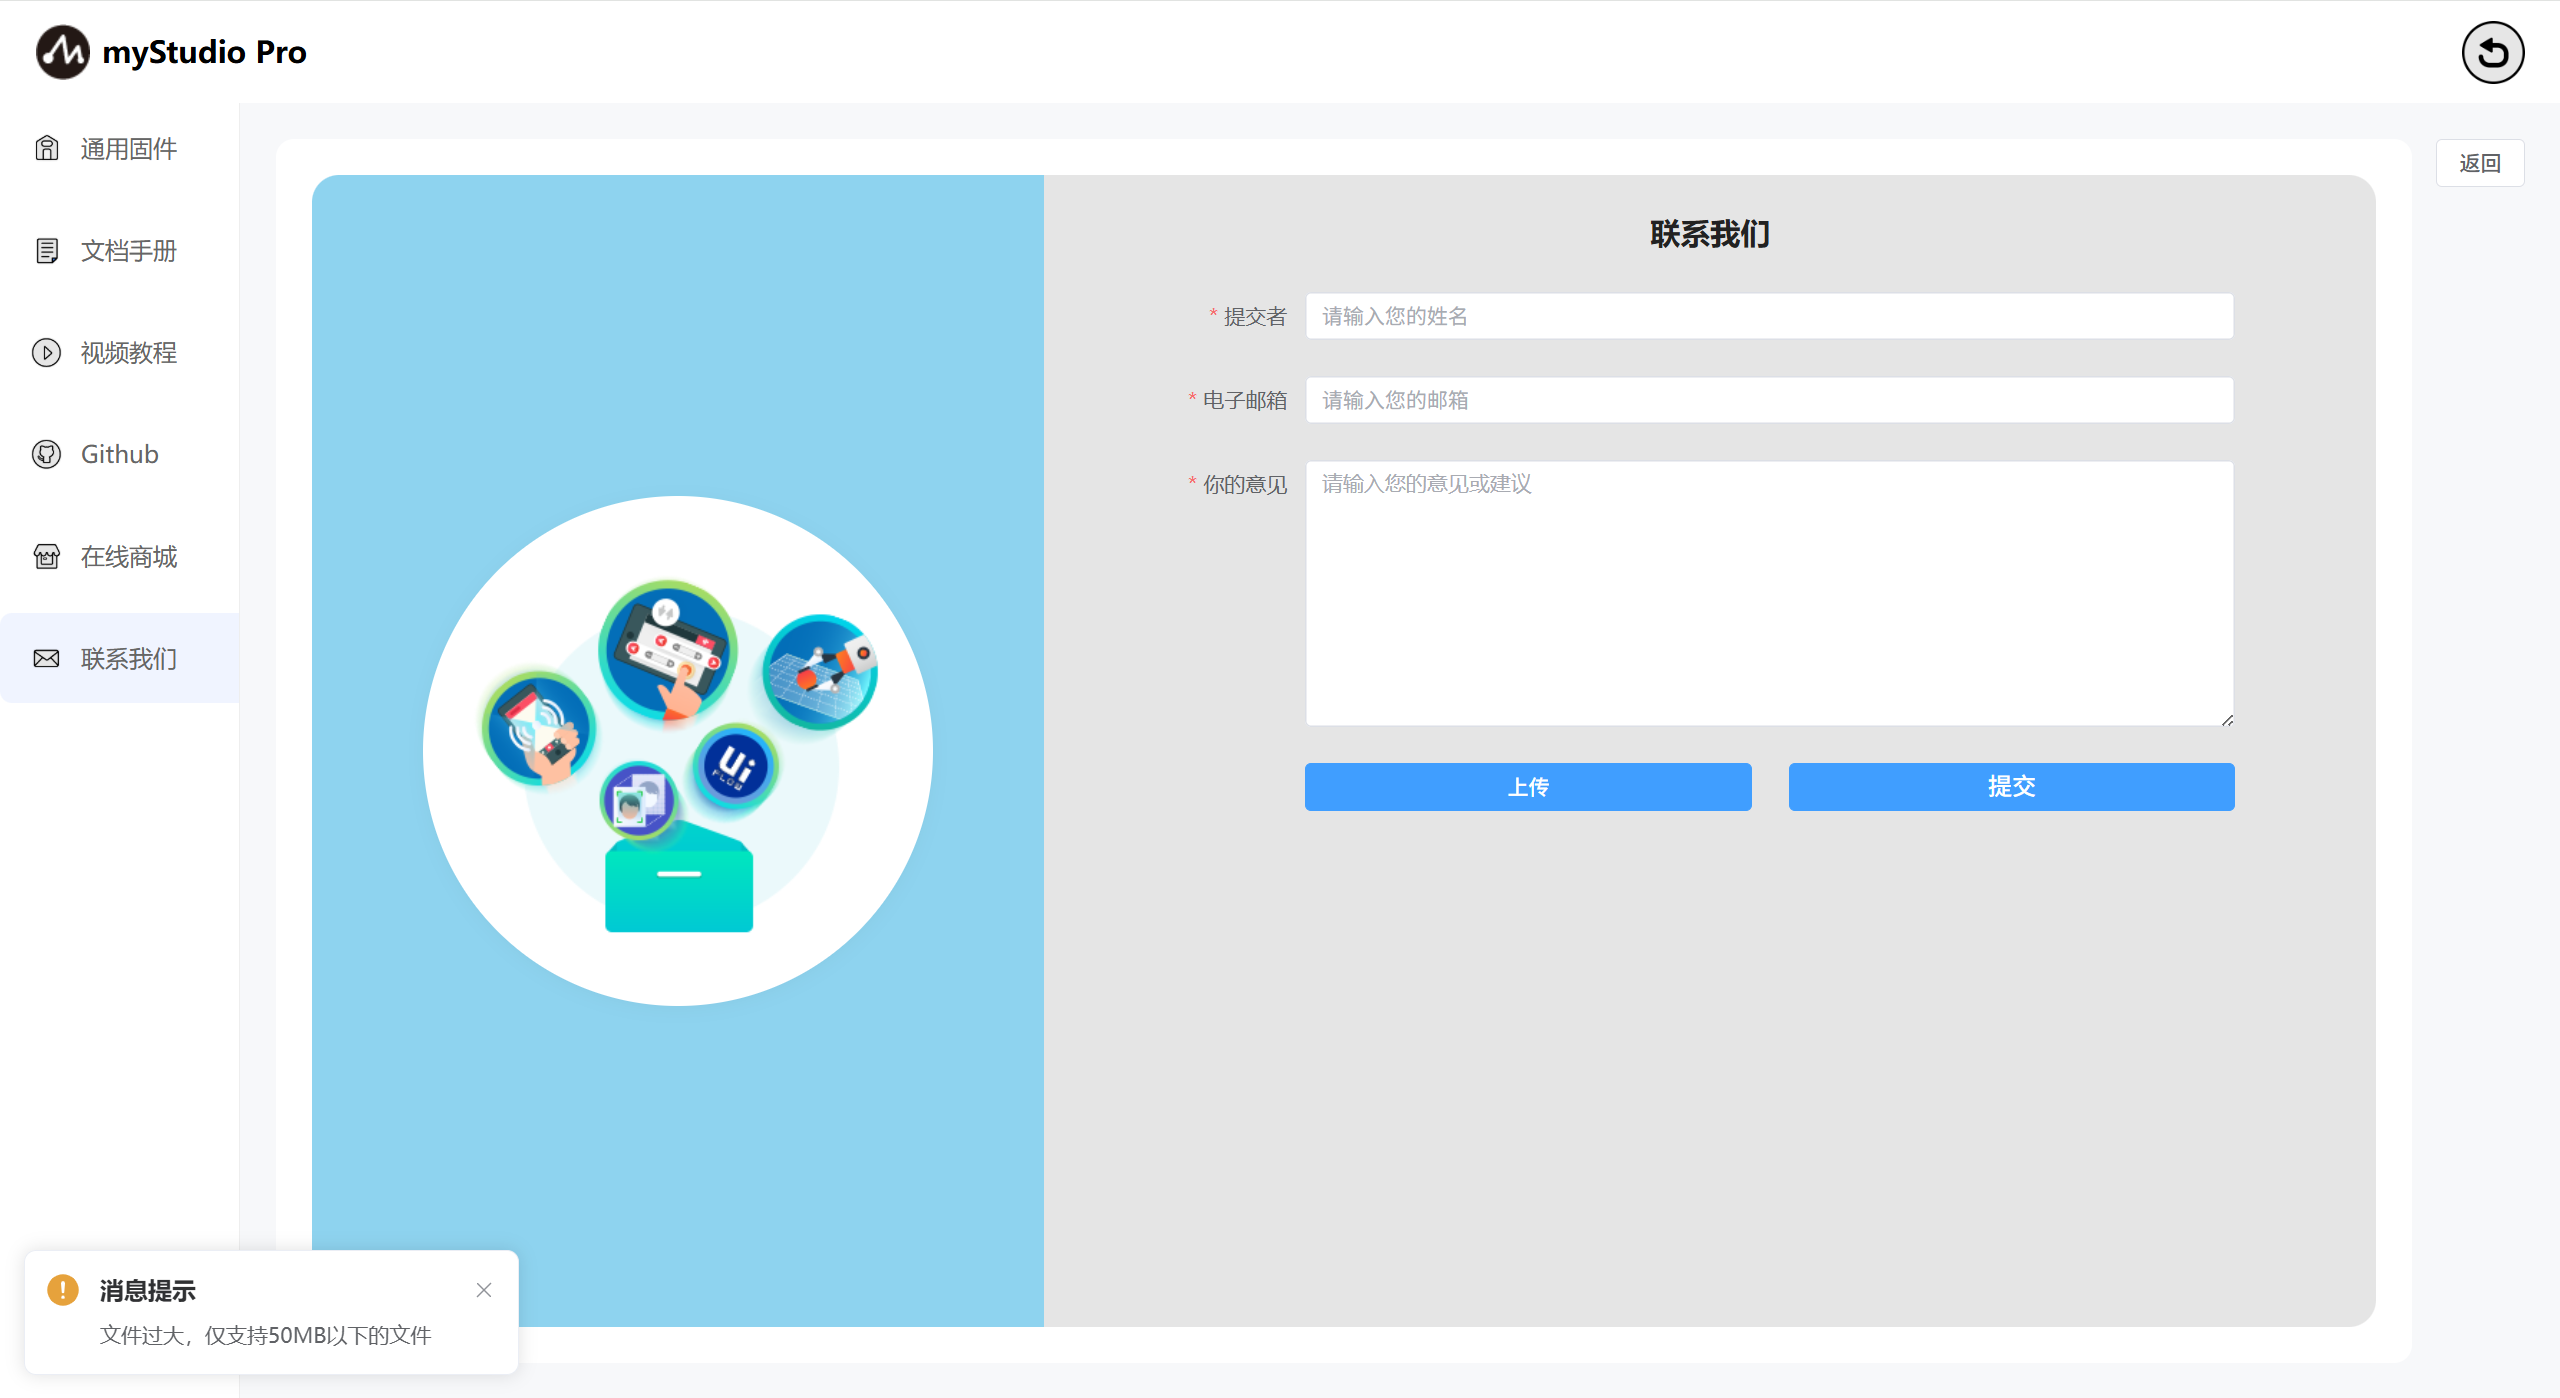 myStudio Pro
通用固件
文档手册
视频教程
Github
在线商城
联系我们
返回
联系我们
* 提交者
请输入您的姓名
* 电子邮箱
请输入您的邮箱
* 你的意见
请输入您的意见或建议
上传
提交
Ui
FLOW
消息提示
文件过大，仅支持50MB以下的文件